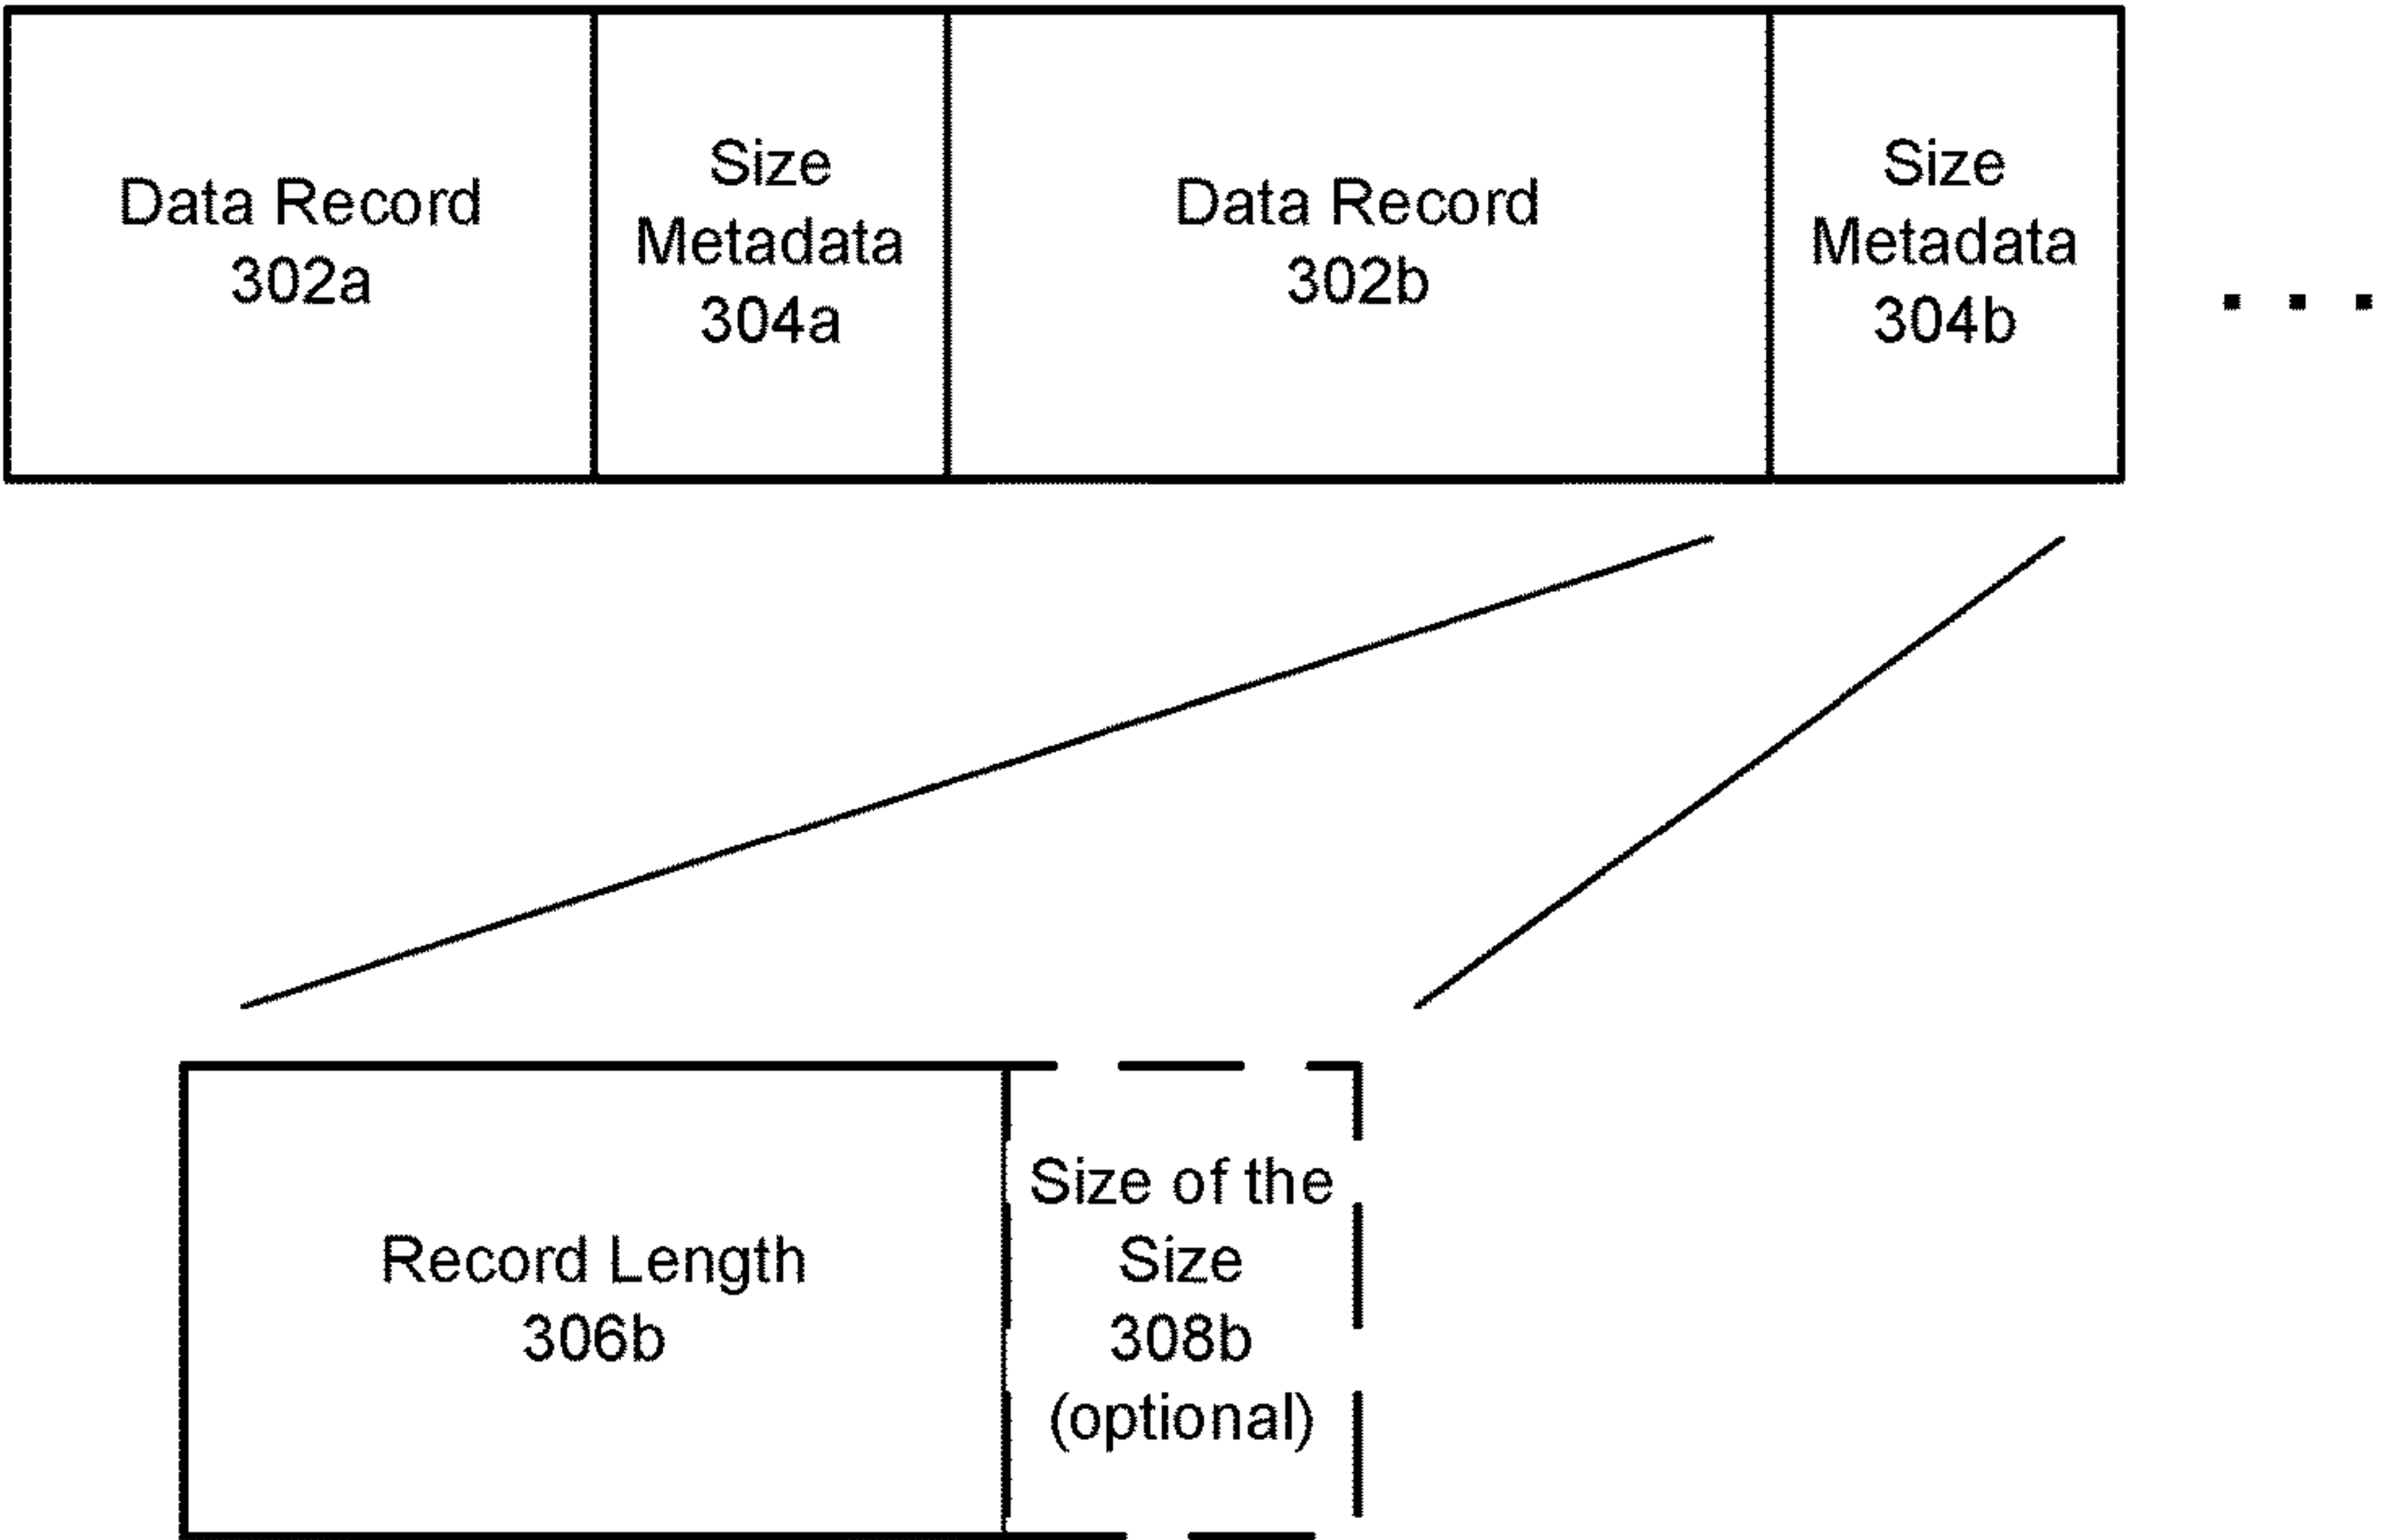 Data Record
302a
Size
Metadata
304a
Data Record
302b
Size
Metadata
304b
. . .
Record Length
306b
Size of the
Size
308b
(optional)